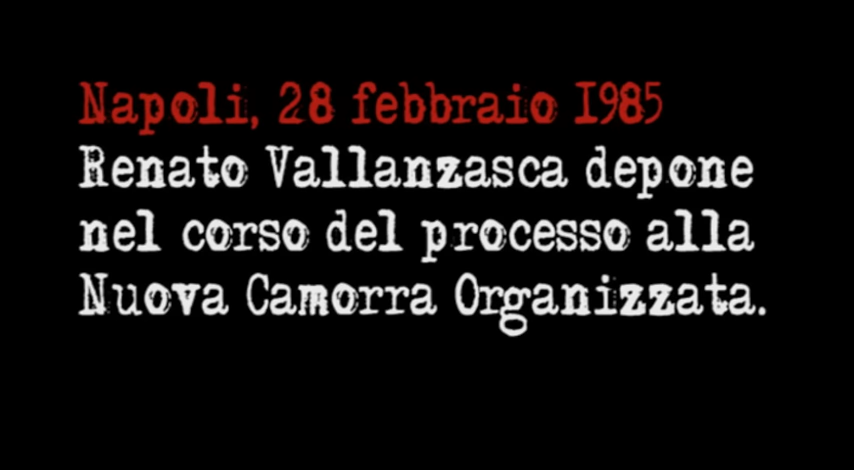 Napoli, 28 febbraio 1985
Renato Vallanzasca depone
nel corso del processo alla
Nuova Camorra Organizzata.